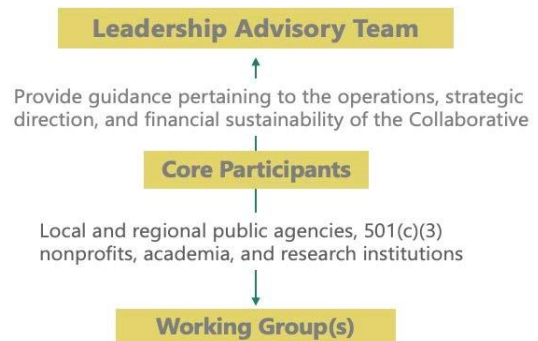 Leadership Advisory Team
Provide guidance pertaining to the operations, strategic
direction, and financial sustainability of the Collaborative
Core Participants
Local and regional public agencies, 501(c)(3)
nonprofits, academia, and research institutions
Working Group(s)